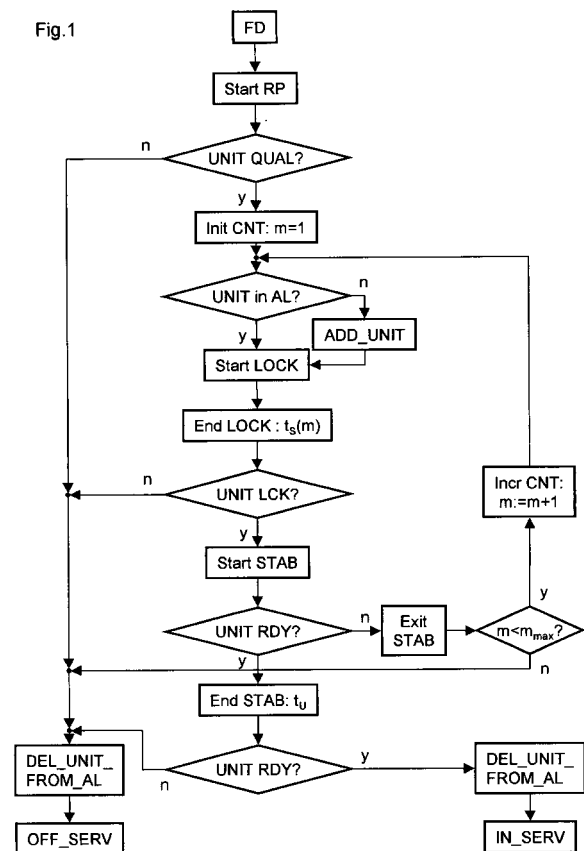 Fig.1
FD
Start RP
UNIT QUAL?
n
y
Init CNT: m=1
UNIT in AL?
n
y
ADD_UNIT
Start LOCK
End LOCK : tS(m)
UNIT LCK?
n
y
Incr CNT:
m:=m+1
Start STAB
UNIT RDY?
n
y
Exit
STAB
m<mmax?
y
n
End STAB: tU
UNIT RDY?
n
y
DEL_UNIT_
FROM_AL
DEL_UNIT_
FROM_AL
OFF_SERV
IN_SERV